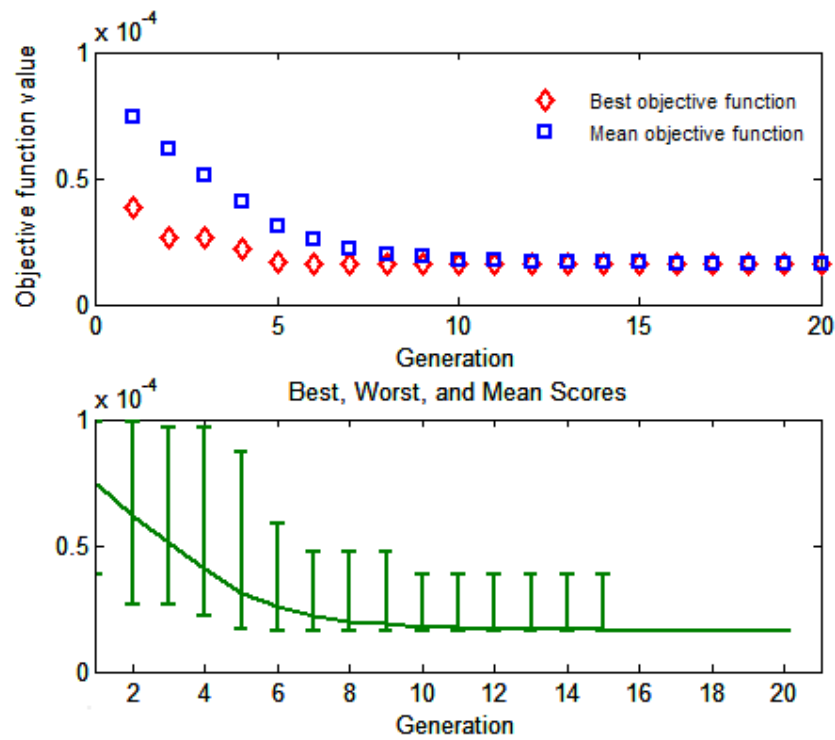 1 x 10-4
0.5
0
Objective function value
Best objective function
Mean objective function
0 5 10 15 20
Generation
Best, Worst, and Mean Scores
1 x 10-4
0.5
0
2 4 6 8 10 12 14 16 18 20
Generation